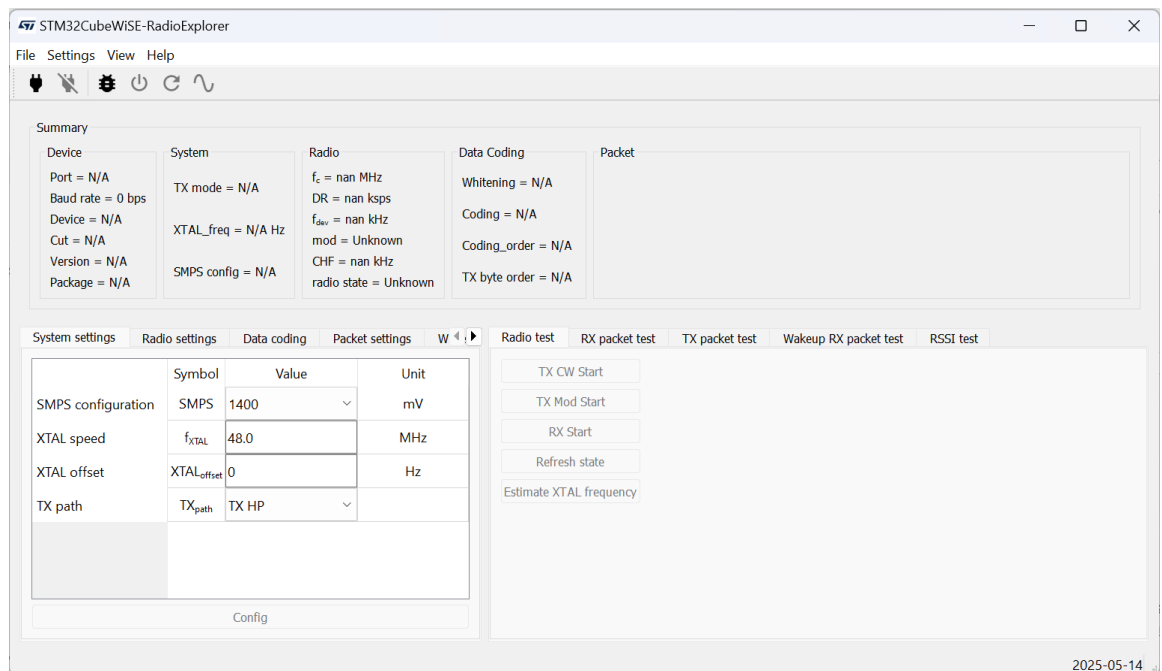 STM32CubeWiSE-RadioExplorer
File Settings View Help
Summary
Device
Port = N/A
Baud rate = 0 bps
Device = N/A
Cut = N/A
Version = N/A
Package = N/A
System
TX mode = N/A
XTAL_freq = N/A Hz
SMPS config = N/A
Radio
fc = nan MHz
DR = nan ksps
fdev = nan kHz
mod = Unknown
CHF = nan kHz
radio state = Unknown
Data Coding
Whitening = N/A
Coding = N/A
Coding_order = N/A
TX byte order = N/A
Packet
System settings Radio settings Data coding Packet settings W
Symbol Value Unit
SMPS configuration SMPS 1400 mV
XTAL speed fXTAL 48.0 MHz
XTAL offset XTALoffset 0 Hz
TX path TXpath TX HP
Config
Radio test RX packet test TX packet test Wakeup RX packet test RSSI test
TX CW Start
TX Mod Start
RX Start
Refresh state
Estimate XTAL frequency
2025-05-14